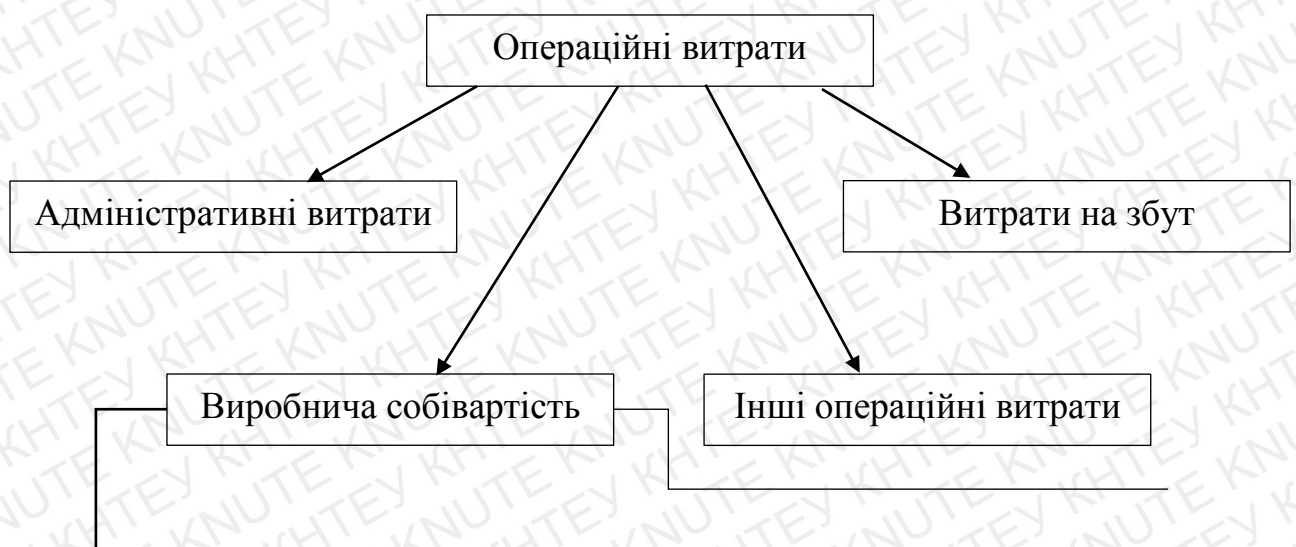 Операційні витрати
Адміністративні витрати
Витрати на збут
Виробнича собівартість
Інші операційні витрати